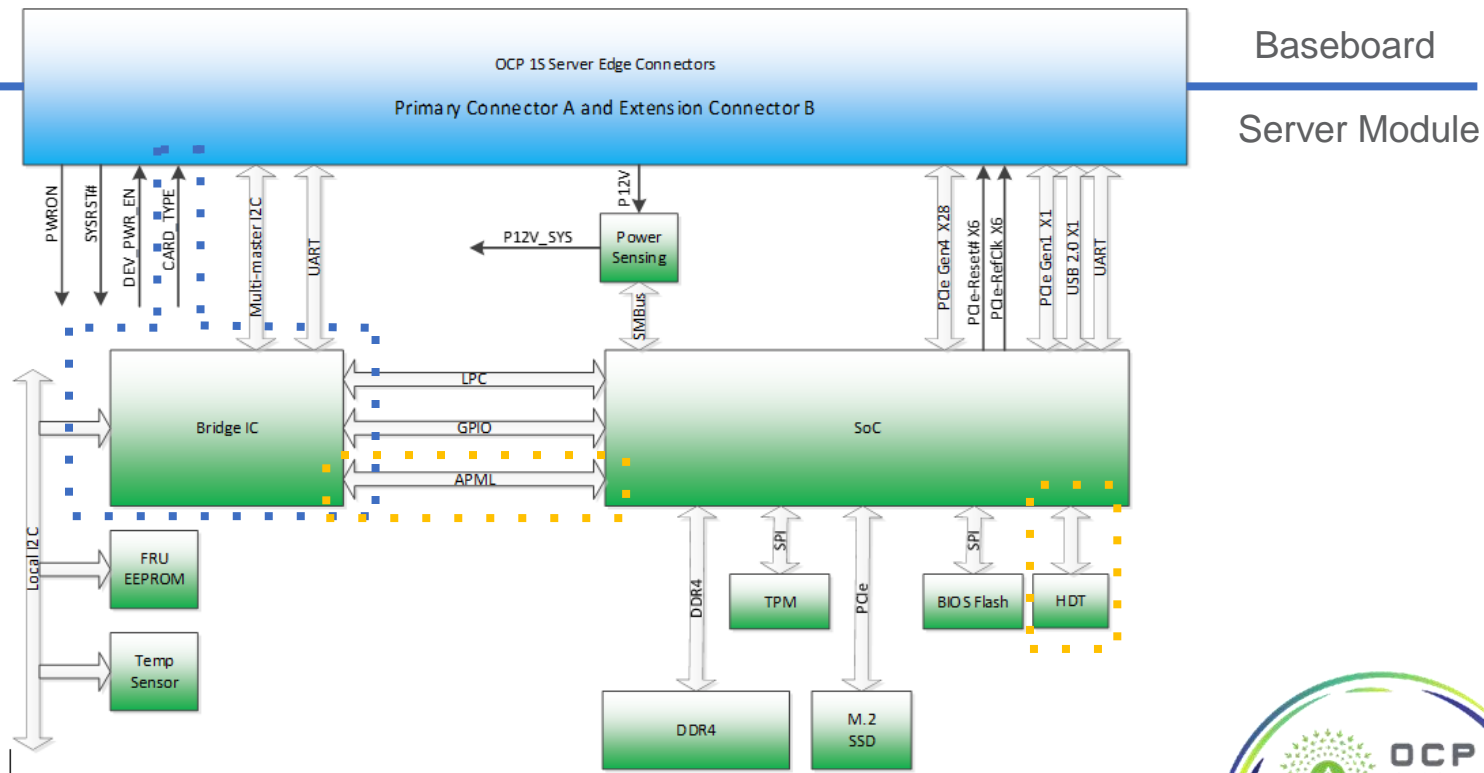 Baseboard
OCP 1S Server Edge Connectors
Primary Connector A and Extension Connector B
Server Module
PWRON
SYSRST#
DEV_PWR_EN
CARD_TYPE
Multi-master I2C
UART
P12V
P12V_SYS
Power
Sensing
SMBus
PCIe Gen4 X28
PCIe-Reset# X6
PCIe-RefClk X6
PCIe Gen1 X1
USB 2.0 X1
UART
LPC
Bridge IC
GPIO
SoC
APML
Local I2C
FRU
EEPROM
DDR4
SPI
TPM
PCIe
SPI
BIOS Flash
HDT
Temp
Sensor
DDR4
M.2
SSD
OCP